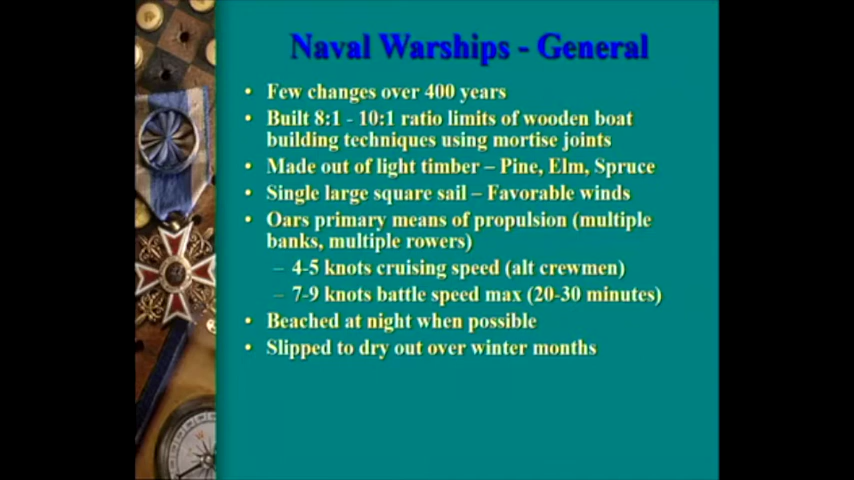 Naval Warships - General
• Few changes over 400 years
• Built 8:1 - 10:1 ratio limits of wooden boat
building techniques using mortise joints
• Made out of light timber – Pine, Elm, Spruce
• Single large square sail – Favorable winds
• Oars primary means of propulsion (multiple
banks, multiple rowers)
– 4-5 knots cruising speed (alt crewmen)
– 7-9 knots battle speed max (20-30 minutes)
• Beached at night when possible
• Slipped to dry out over winter months